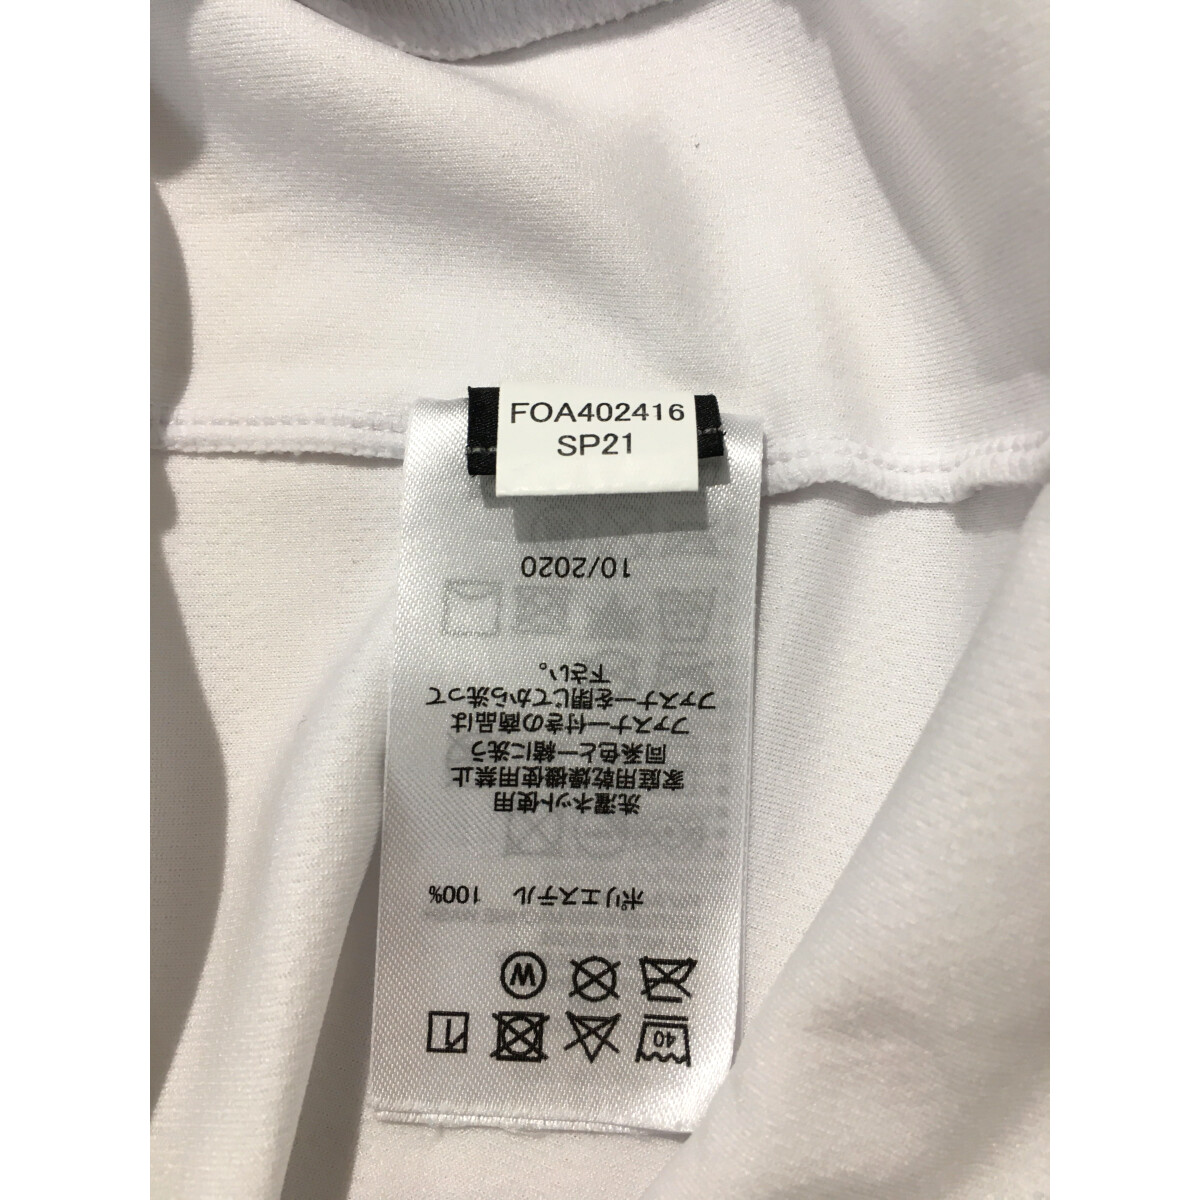 FOA402416
SP21
40
W
ポリエステル 100%
洗濯ネット使用
家庭用乾燥機使用禁止
同系色と一緒に洗う
ファスナー付きの商品は
ファスナーを閉じてから洗って
下さい。
10/2020